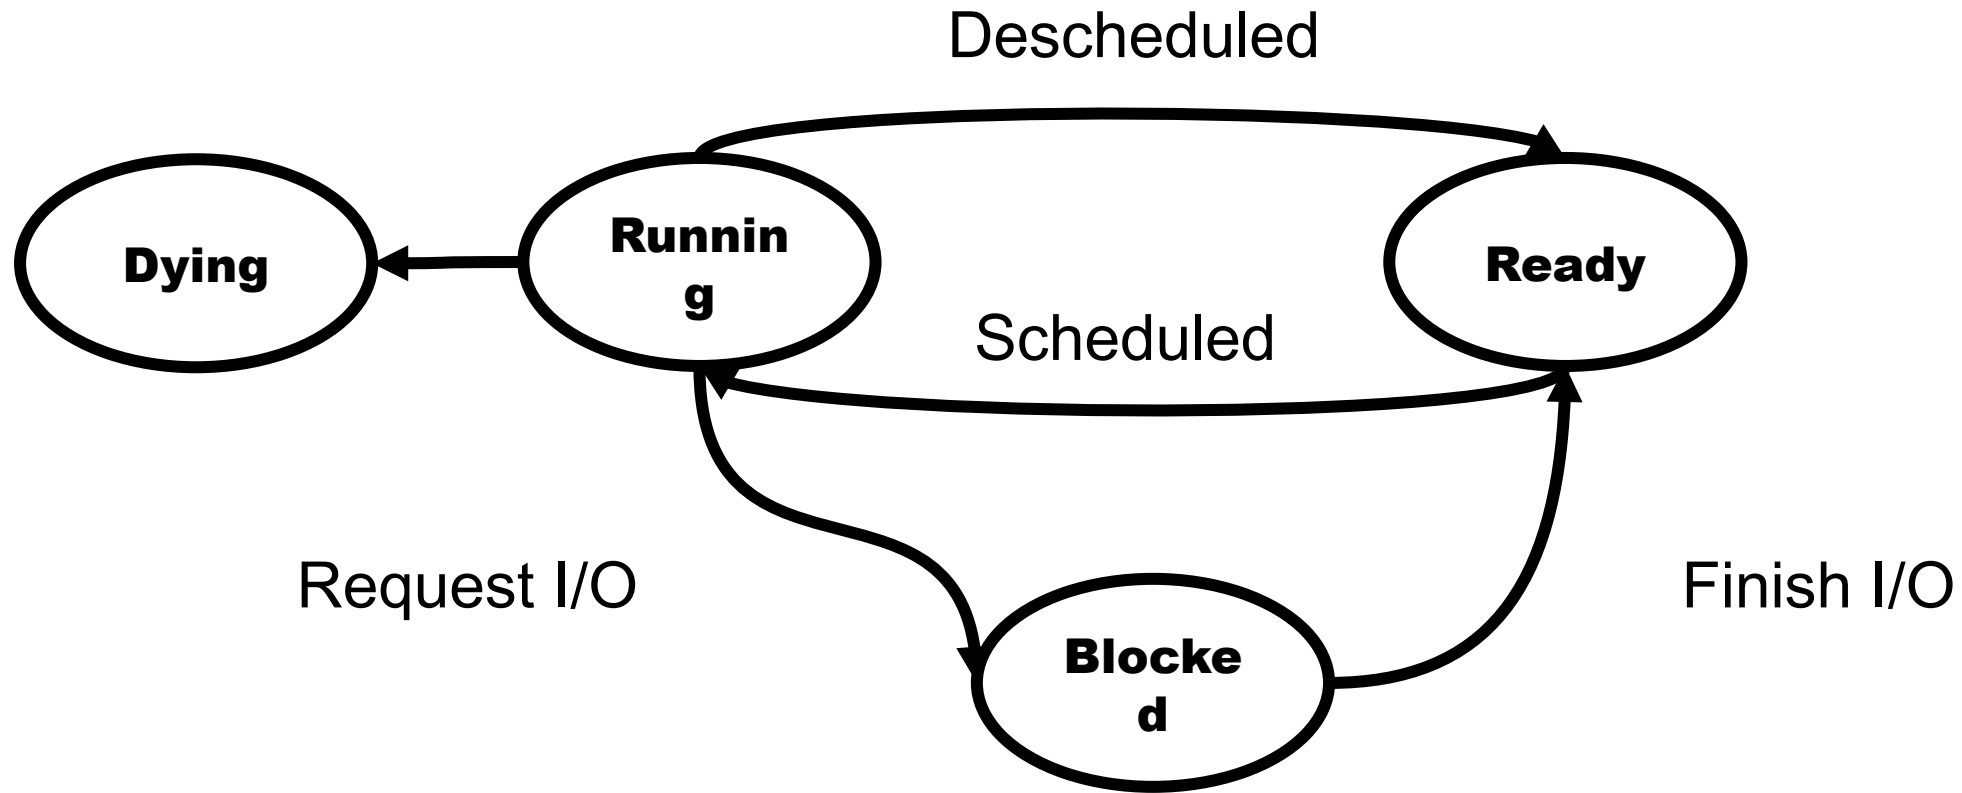 Descheduled
Dying
Runnin
g
Ready
Scheduled
Request I/O
Finish I/O
Blocke
d